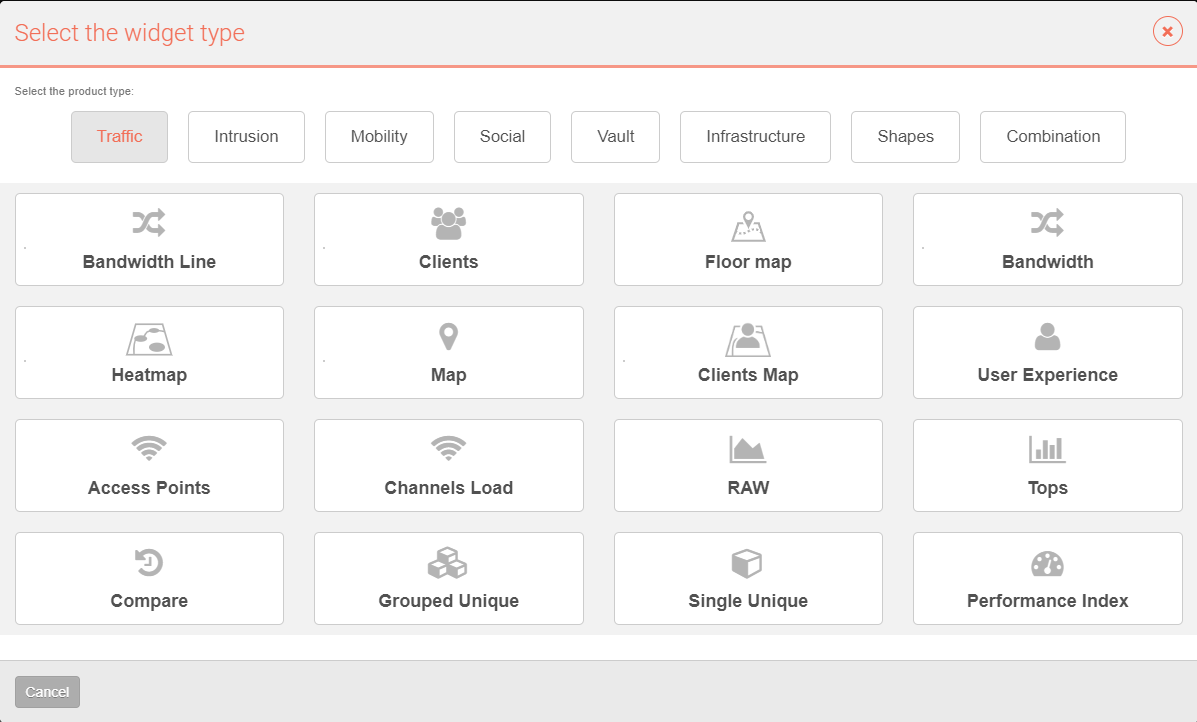 Select the widget type
Select the product type:
Traffic Intrusion Mobility Social Vault Infrastructure Shapes Combination
Bandwidth Line Clients Floor map Bandwidth
Heatmap Map Clients Map User Experience
Access Points Channels Load RAW Tops
Compare Grouped Unique Single Unique Performance Index
Cancel